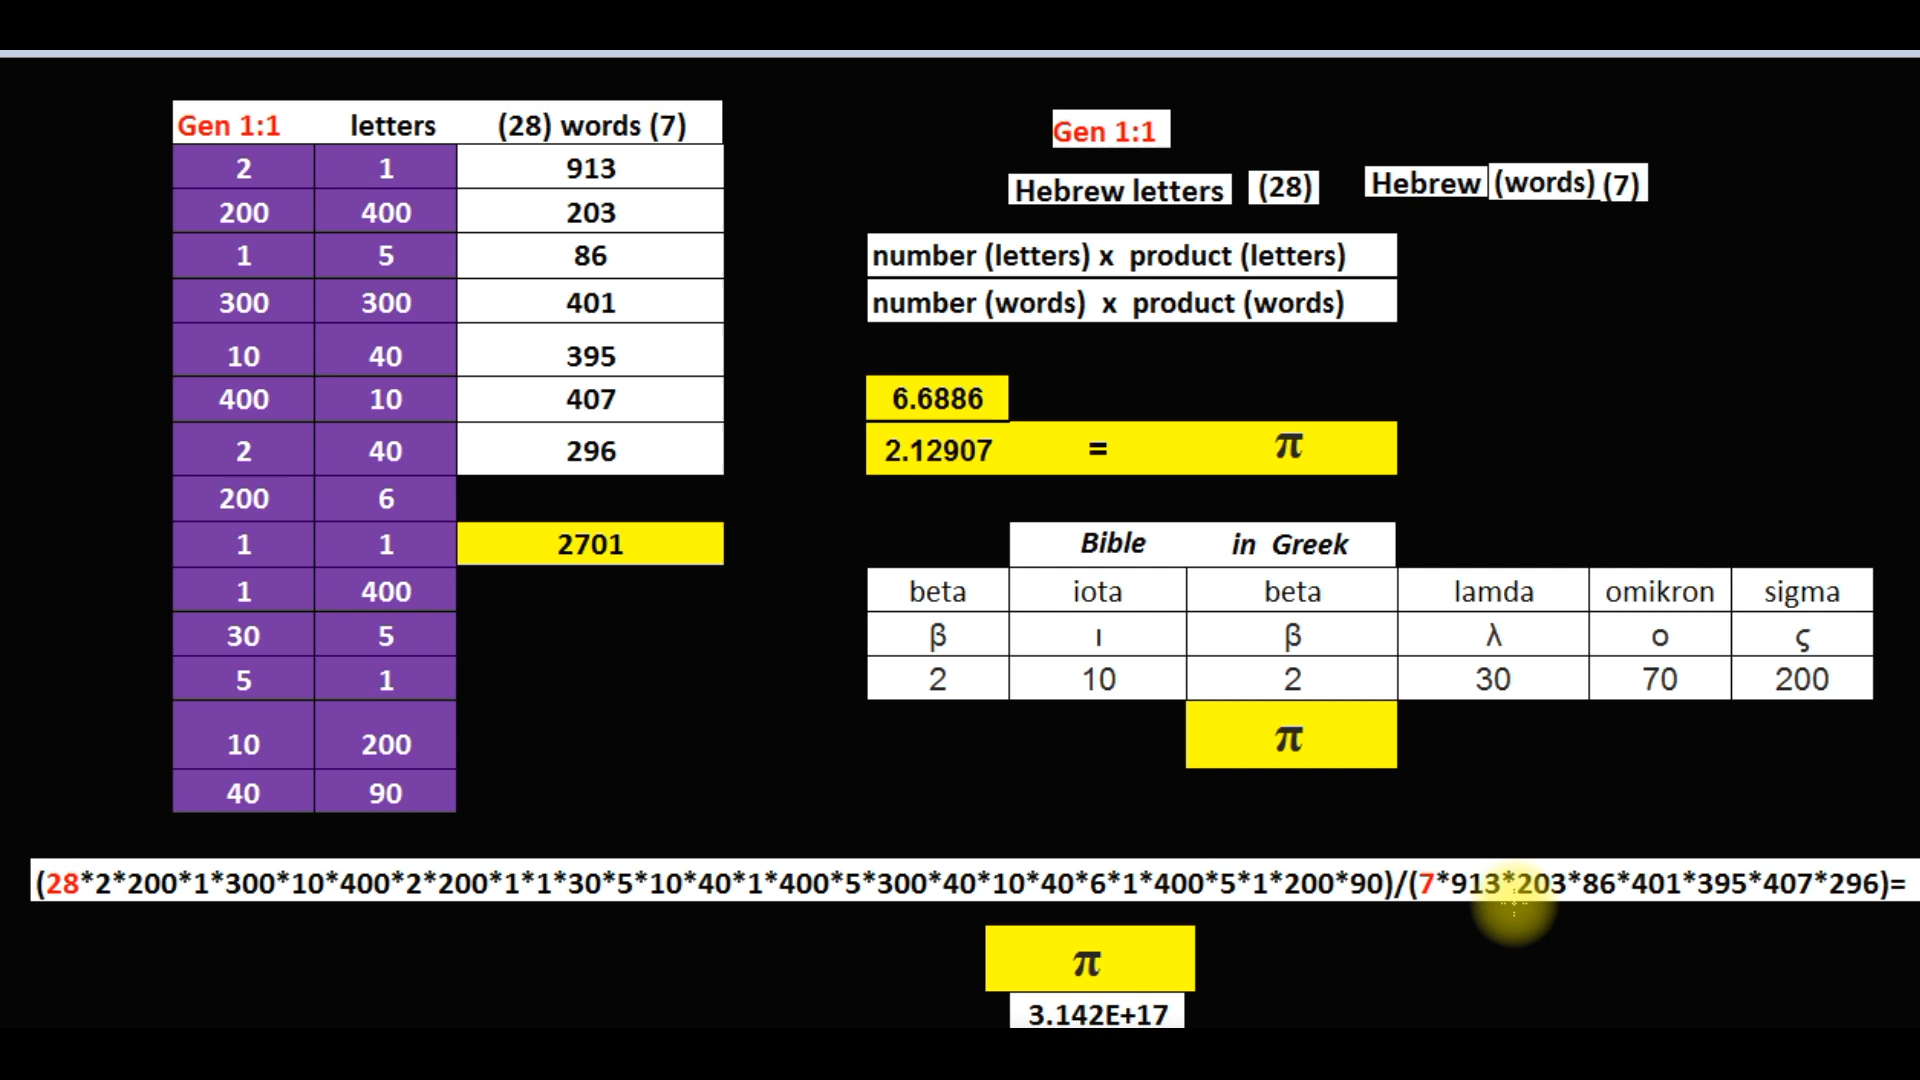 Gen 1:1 letters (28) words (7)
2 1 913
200 400 203
1 5 86
300 300 401
10 40 395
400 10 407
2 40 296
200 6
1 1 2701
1 400
30 5
5 1
10 200
40 90
Gen 1:1
Hebrew letters (28) Hebrew (words) (7)
number (letters) x product (letters)
number (words) x product (words)
6.6886
2.12907 = π
Bible in Greek
beta iota beta lamda omikron sigma
β ι β λ ο ς
2 10 2 30 70 200
π
(28*2*200*1*300*10*400*2*200*1*1*30*5*10*40*1*400*5*300*40*10*40*6*1*400*5*1*200*90)/(7*913*203*86*401*395*407*296)=
π
3.142E+17